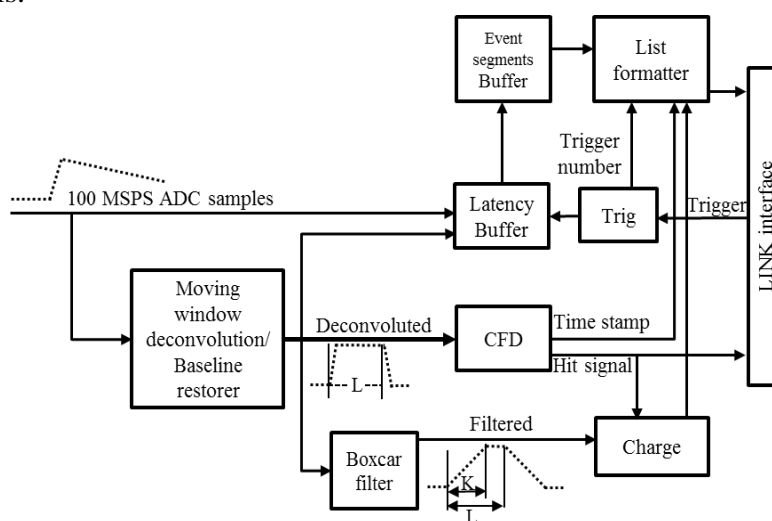 Event
segments
Buffer
List
formatter
Trigger
number
100 MSPS ADC samples
Latency
Buffer
Trig
Trigger
LINK interface
Moving
window
deconvolution/
Baseline
restorer
Deconvoluted
L
CFD
Time stamp
Hit signal
Boxcar
filter
Filtered
K
L
Charge